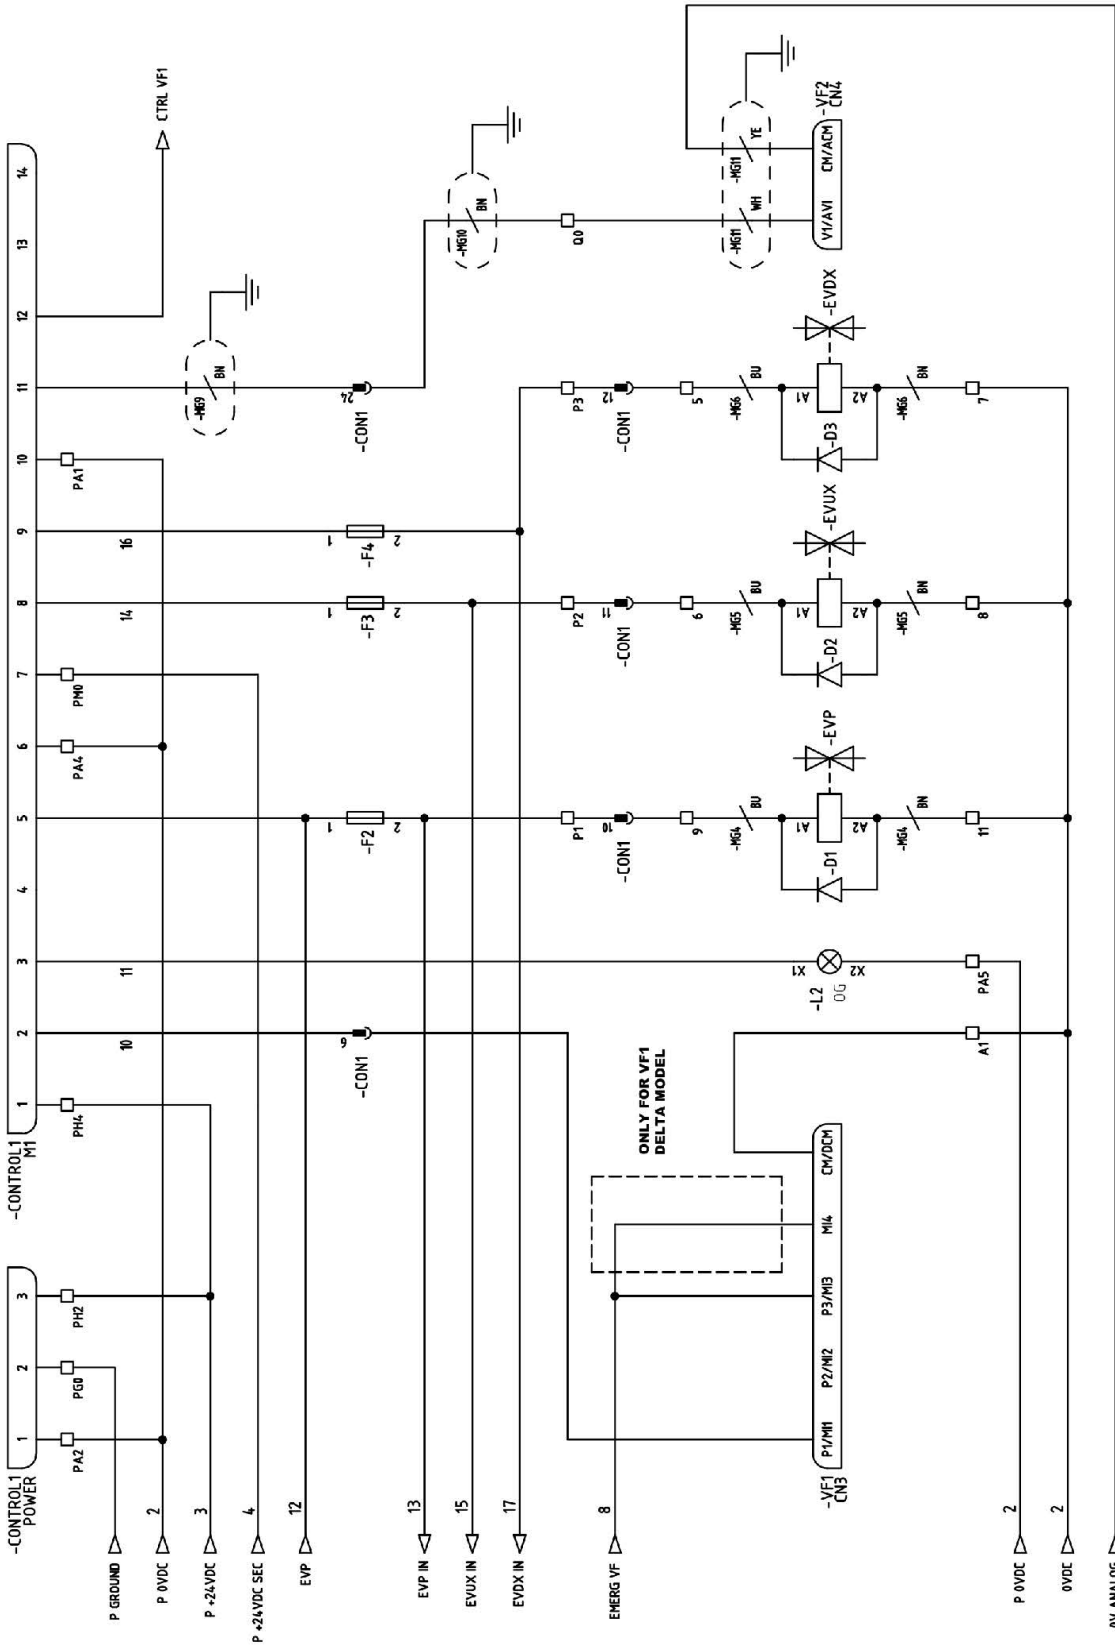 -CONTROL1
POWER
1
2
3
-CONTROL1
M1
1
2
3
4
5
6
7
8
9
10
11
12
13
14
PA2
PG0
PH2
PH4
PA4
PM0
PA1
10
11
14
16
-MG9
BN
CTRL VF1
P GROUND
P 0VDC
2
P +24VDC
3
P +24VDC SEC
4
EVP
12
EVP IN
13
EVUX IN
15
EVDX IN
17
EMERG VF
8
6
-CON1
1
2
-F2
1
2
-F3
1
2
-F4
24
-CON1
-MG10
BN
Q0
P1
10
-CON1
9
P2
11
-CON1
6
P3
12
-CON1
5
ONLY FOR VF1
DELTA MODEL
-MG4
BU
-MG5
BU
-MG6
BU
-MG11
WH
-MG11
YE
-VF1
CN3
P1/MI1
P2/MI2
P3/MI3
MI4
CM/DCM
-L2
OG
X1
X2
-D1
A1
A2
-EVP
-D2
A1
A2
-EVUX
-D3
A1
A2
-EVDX
V1/AVI
CM/ACM
-VF2
CN4
-MG4
BN
-MG5
BN
-MG6
BN
A1
PA5
11
8
7
P 0VDC
2
0VDC
2